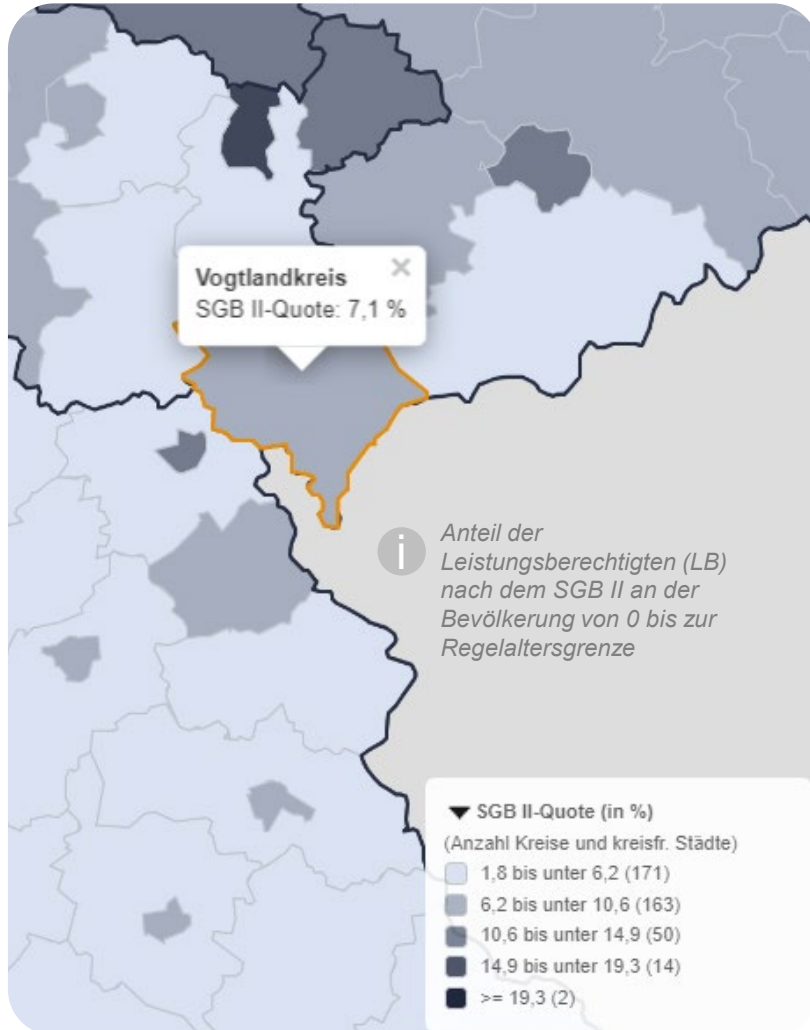 Vogtlandkreis ×
SGB II-Quote: 7,1 %
i
Anteil der
Leistungsberechtigten (LB)
nach dem SGB II an der
Bevölkerung von 0 bis zur
Regelaltersgrenze
▼ SGB II-Quote (in %)
(Anzahl Kreise und kreisfr. Städte)
1,8 bis unter 6,2 (171)
6,2 bis unter 10,6 (163)
10,6 bis unter 14,9 (50)
14,9 bis unter 19,3 (14)
>= 19,3 (2)